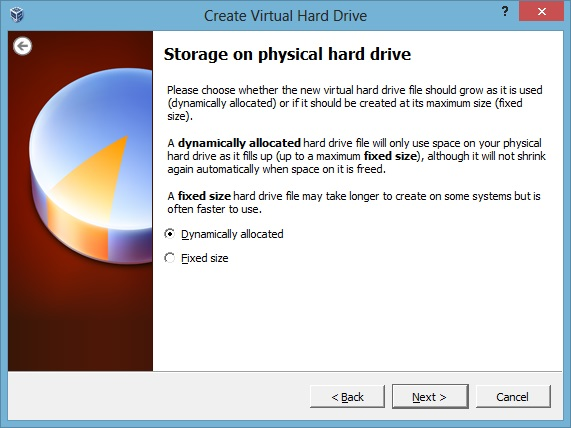 Create Virtual Hard Drive
?
Storage on physical hard drive
Please choose whether the new virtual hard drive file should grow as it is used
(dynamically allocated) or if it should be created at its maximum size (fixed
size).
A dynamically allocated hard drive file will only use space on your physical
hard drive as it fills up (up to a maximum fixed size), although it will not shrink
again automatically when space on it is freed.
A fixed size hard drive file may take longer to create on some systems but is
often faster to use.
Dynamically allocated
Fixed size
< Back
Next >
Cancel